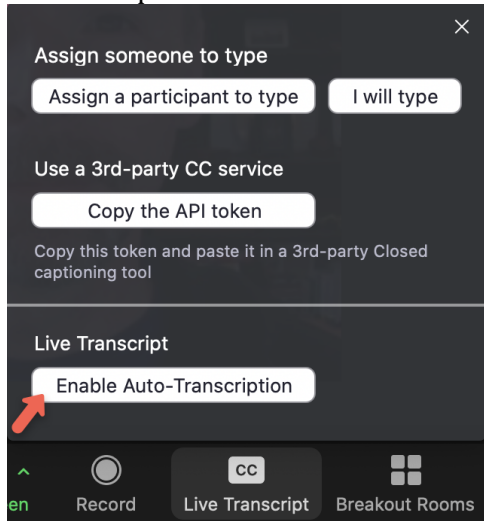 Assign someone to type
Assign a participant to type I will type
Use a 3rd-party CC service
Copy the API token
Copy this token and paste it in a 3rd-party Closed
captioning tool
Live Transcript
Enable Auto-Transcription
CC
en Record Live Transcript Breakout Rooms